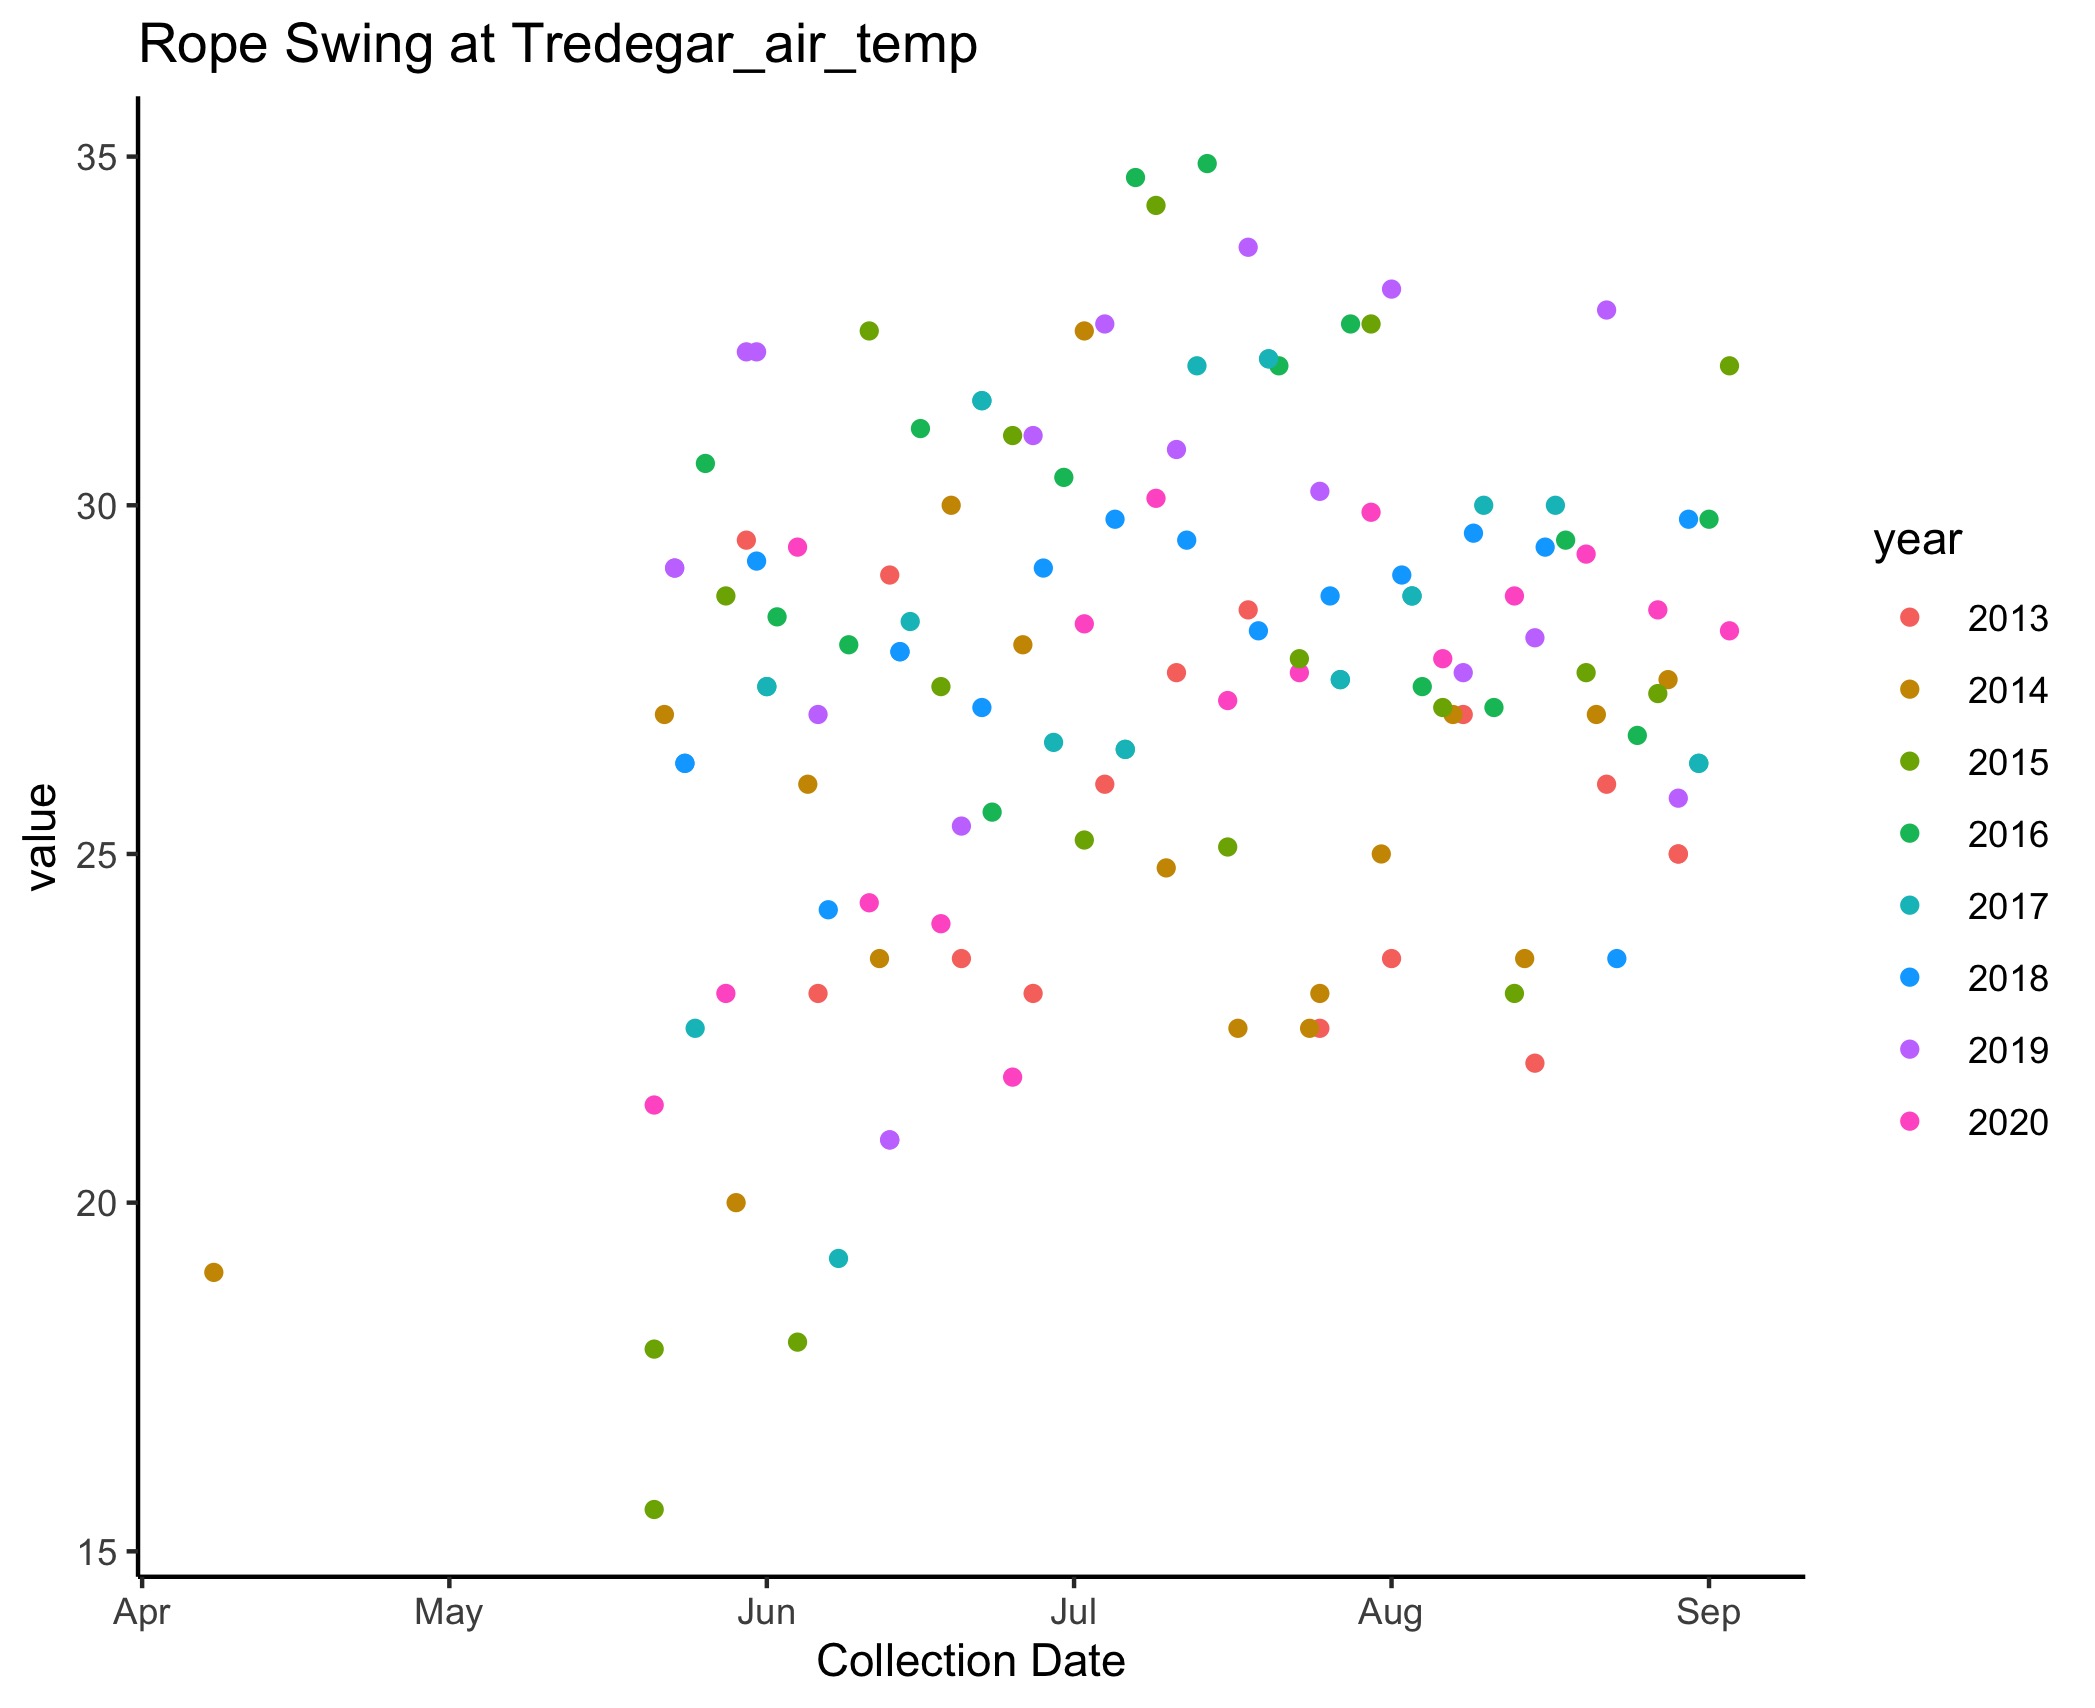 Rope Swing at Tredegar_air_temp
35
30
25
20
15
value
Apr May Jun Jul Aug Sep
Collection Date
year
2013
2014
2015
2016
2017
2018
2019
2020